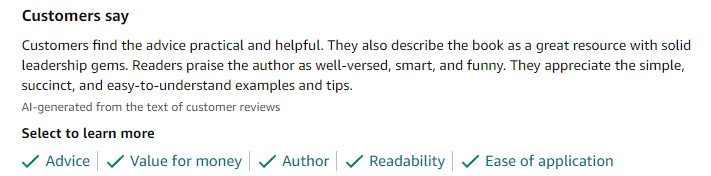 Customers say
Customers find the advice practical and helpful. They also describe the book as a great resource with solid
leadership gems. Readers praise the author as well-versed, smart, and funny. They appreciate the simple,
succinct, and easy-to-understand examples and tips.
AI-generated from the text of customer reviews
Select to learn more
Advice Value for money Author Readability Ease of application